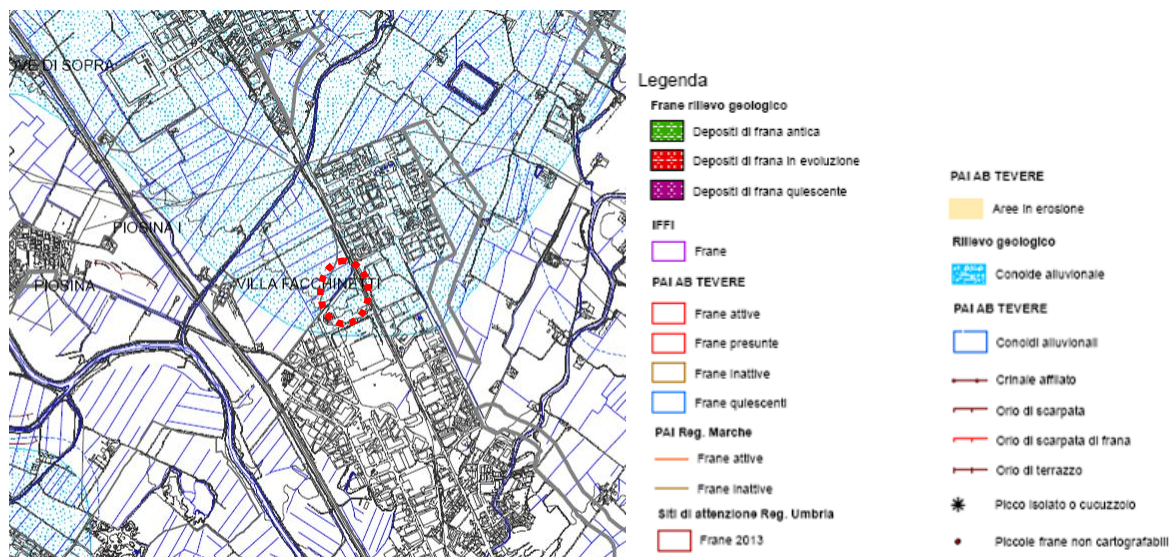 OVE DI SOPRA
PIOSINA I
PIOSINA
VILLA FACCHINETTI
Legenda
Frane rilievo geologico
Depositi di frana antica
Depositi di frana in evoluzione
Depositi di frana quiescente
IFFI
Frane
PAI AB TEVERE
Frane attive
Frane presunte
Frane inattive
Frane quiescenti
PAI Reg. Marche
Frane attive
Frane inattive
Siti di attenzione Reg. Umbria
Frane 2013
PAI AB TEVERE
Aree in erosione
Rilievo geologico
Conoide alluvionale
PAI AB TEVERE
Conoidi alluvionali
Crinale affilato
Orlo di scarpata
Orlo di scarpata di frana
Orlo di terrazzo
Picco isolato o cucuzzolo
Piccole frane non cartografabili